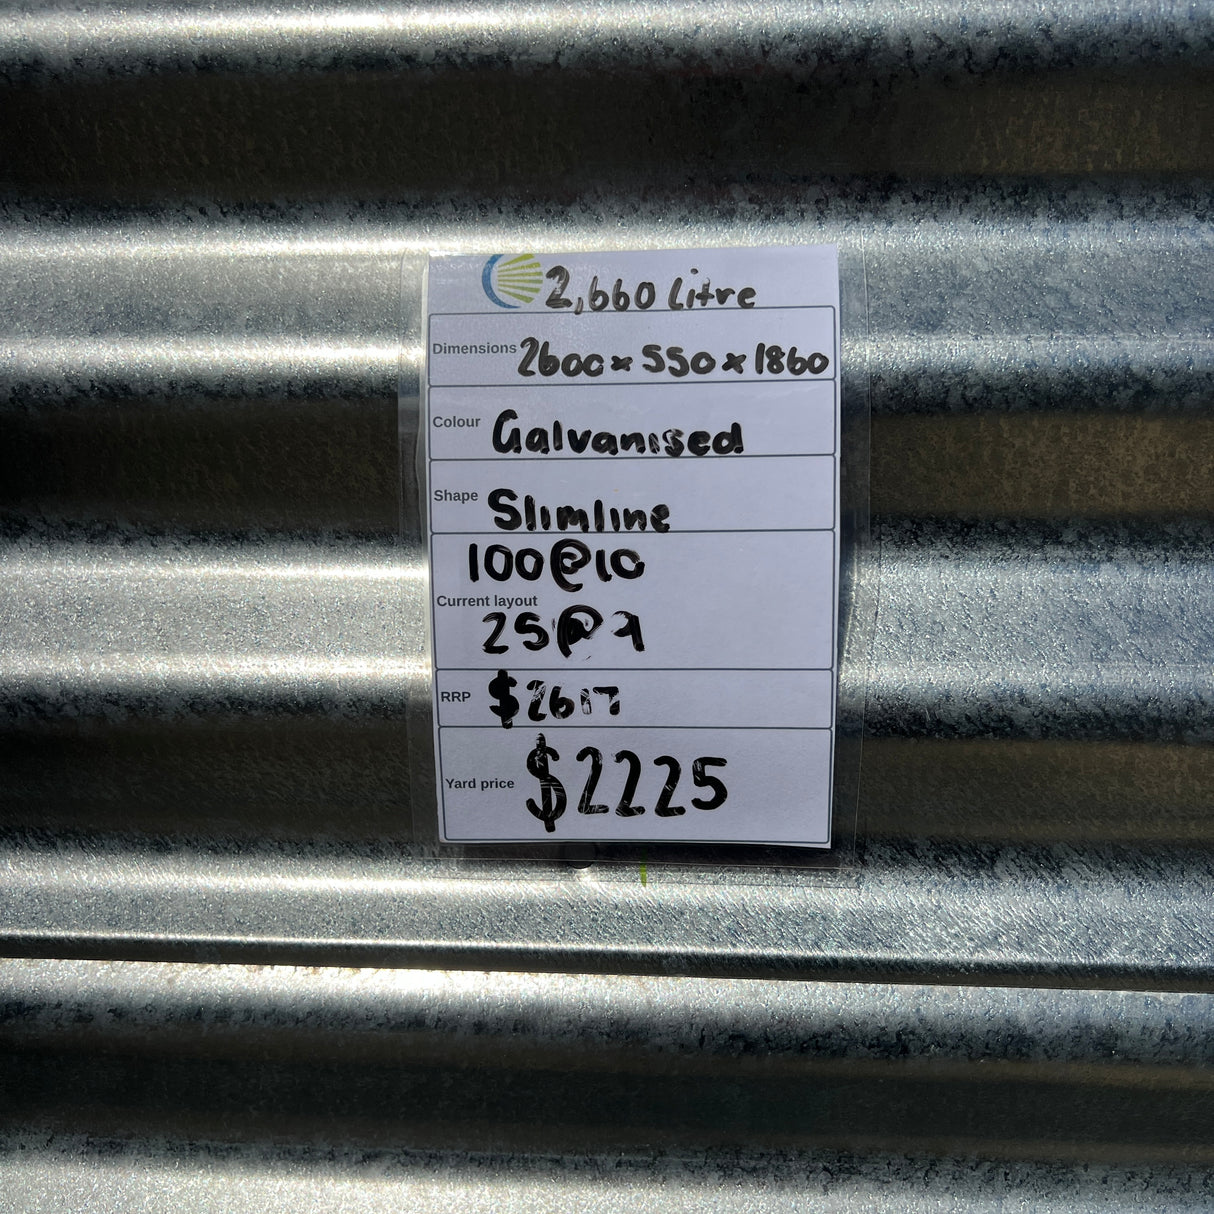 2,660 Litre
Dimensions 2600 x 550 x 1860
Colour Galvanised
Shape Slimline
100@10
Current layout
25@
RRP $2617
Yard price $2225